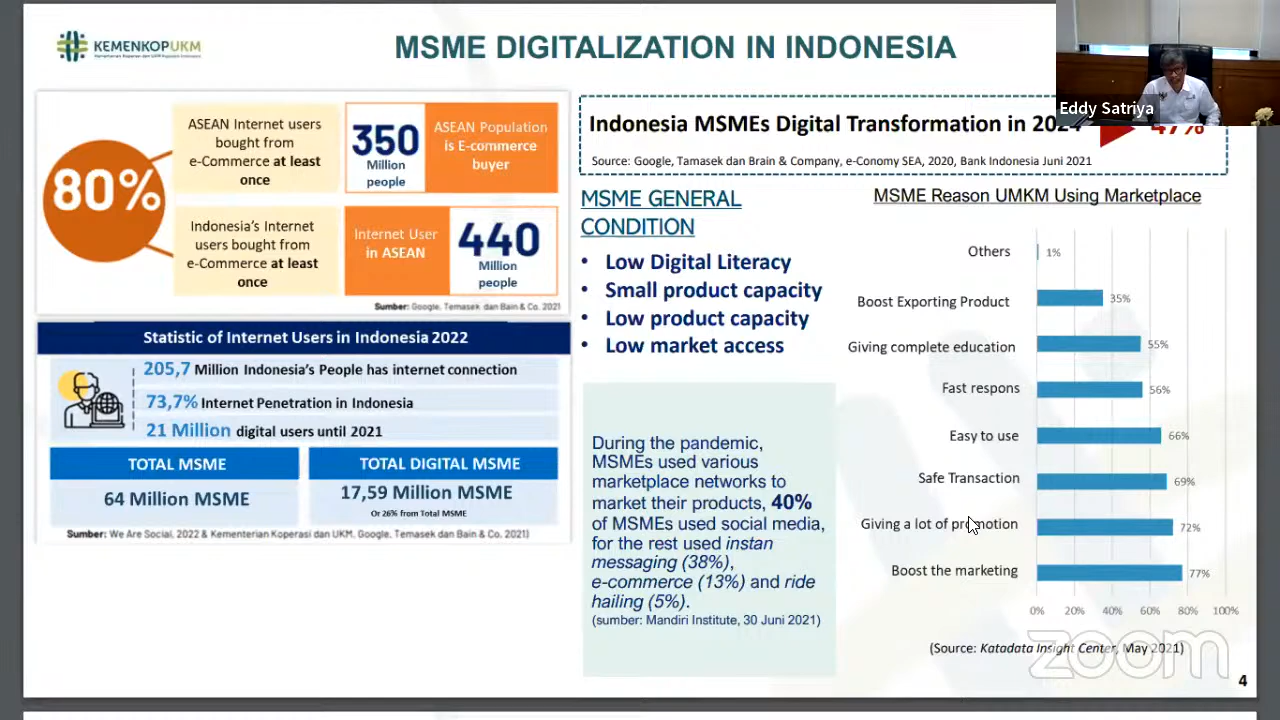 KEMENKOPUKM
MSME DIGITALIZATION IN INDONESIA
Eddy Satriya
80%
ASEAN Internet users
bought from
e-Commerce at least
once
350
Million
people
ASEAN Population
is E-commerce
buyer
Indonesia's Internet
users bought from
e-Commerce at least
once
Internet User
in ASEAN
440
Million
people
Sumber: Google, Temasek dan Bain & Co. 2021
Statistic of Internet Users in Indonesia 2022
205,7 Million Indonesia's People has internet connection
73,7% Internet Penetration in Indonesia
21 Million digital users until 2021
TOTAL MSME
64 Million MSME
TOTAL DIGITAL MSME
17,59 Million MSME
Or 26% from Total MSME
Sumber: We Are Social, 2022 & Kementerian Koperasi dan UKM, Google, Temasek dan Bain & Co. 2021)
Indonesia MSMEs Digital Transformation in 2024
47%
Source: Google, Tamasek dan Brain & Company, e-Conomy SEA, 2020, Bank Indonesia Juni 2021
MSME GENERAL
CONDITION
• Low Digital Literacy
• Small product capacity
• Low product capacity
• Low market access
During the pandemic,
MSMEs used various
marketplace networks to
market their products, 40%
of MSMEs used social media,
for the rest used instan
messaging (38%),
e-commerce (13%) and ride
hailing (5%).
(sumber: Mandiri Institute, 30 Juni 2021)
MSME Reason UMKM Using Marketplace
Others 1%
Boost Exporting Product 35%
Giving complete education 55%
Fast respons 56%
Easy to use 66%
Safe Transaction 69%
Giving a lot of promotion 72%
Boost the marketing 77%
0% 20% 40% 60% 80% 100%
(Source: Katadata Insight Center, May 2021)
zoom
4